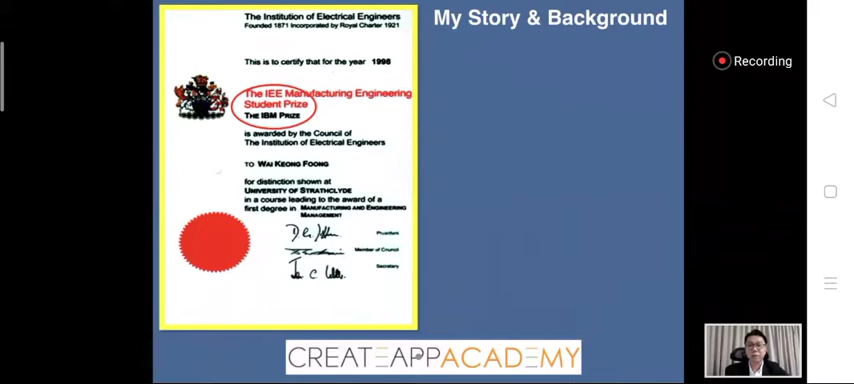 The Institution of Electrical Engineers
Founded 1871 Incorporated by Royal Charter 1921
This is to certify that for the year 1998
The IEE Manufacturing Engineering
Student Prize
THE IBM PRIZE
is awarded by the Council of
The Institution of Electrical Engineers
TO WAI KEONG FOONG
for distinction shown at
UNIVERSITY OF STRATHCLYDE
in a course leading to the award of a
first degree in MANUFACTURING AND ENGINEERING
MANAGEMENT
President
Member of Council
Secretary
My Story & Background
Recording
CREATEAPPACADEMY